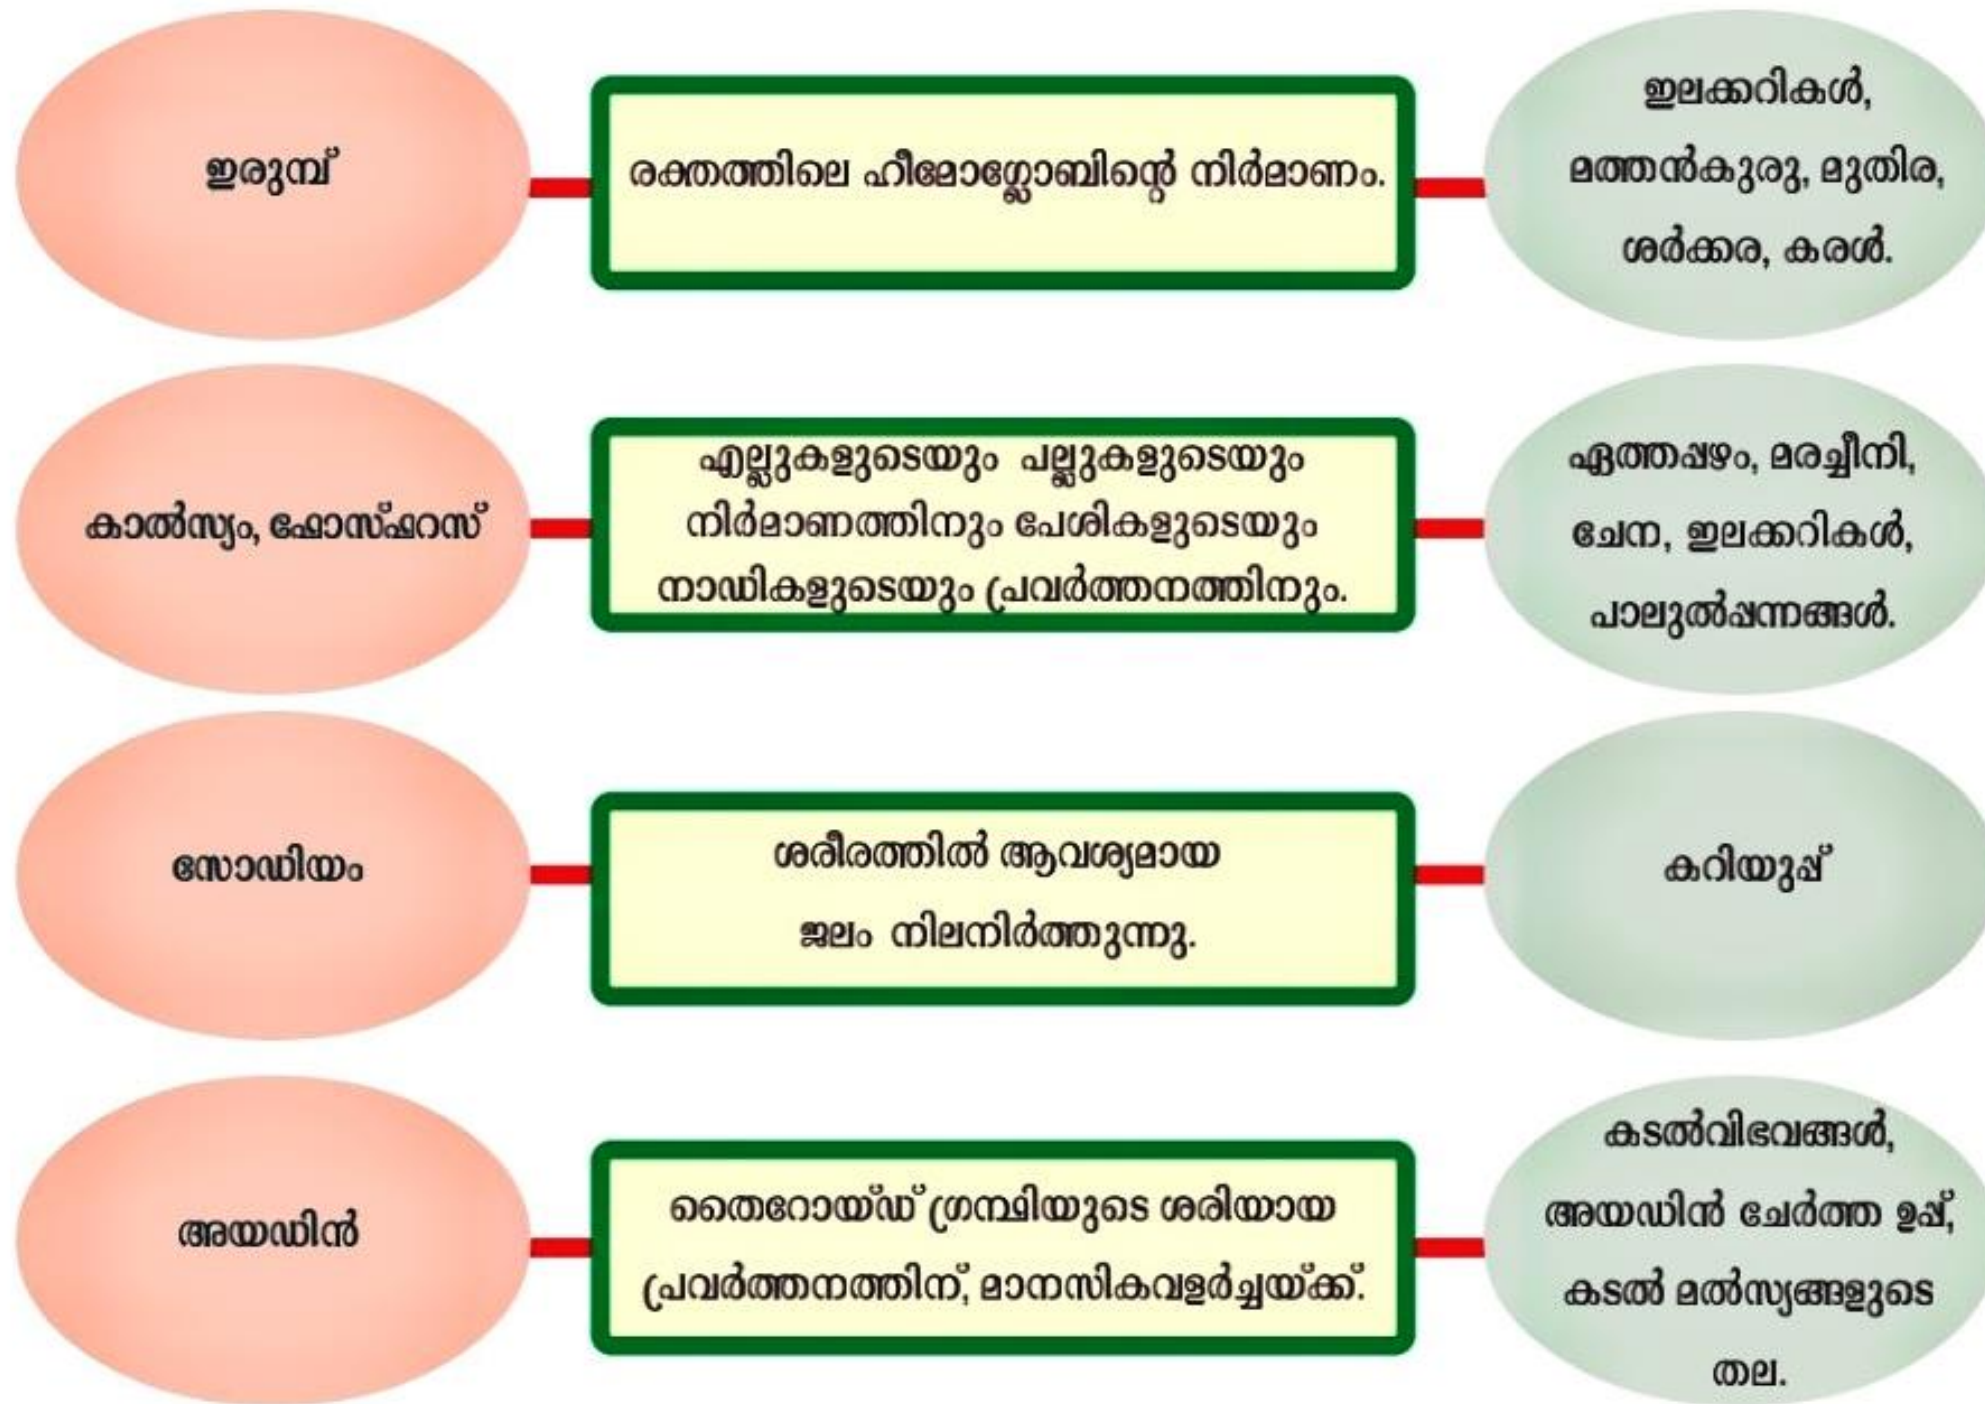 ഇരുമ്പ്
രക്തത്തിലെ ഹീമോഗ്ലോബിന്റെ നിർമാണം.
ഇലക്കറികൾ,
മത്തൻകുരു, മുതിര,
ശർക്കര, കരൾ.
കാൽസ്യം, ഫോസ്ഫറസ്
എല്ലുകളുടെയും പല്ലുകളുടെയും
നിർമാണത്തിനും പേശികളുടെയും
നാഡികളുടെയും പ്രവർത്തനത്തിനും.
ഏത്തപ്പഴം, മരച്ചീനി,
ചേന, ഇലക്കറികൾ,
പാലുൽപ്പന്നങ്ങൾ.
സോഡിയം
ശരീരത്തിൽ ആവശ്യമായ
ജലം നിലനിർത്തുന്നു.
കറിയുപ്പ്
അയഡിൻ
തൈറോയ്ഡ് ഗ്രന്ഥിയുടെ ശരിയായ
പ്രവർത്തനത്തിന്, മാനസികവളർച്ചയ്ക്ക്.
കടൽവിഭവങ്ങൾ,
അയഡിൻ ചേർത്ത ഉപ്പ്,
കടൽ മൽസ്യങ്ങളുടെ
തല.